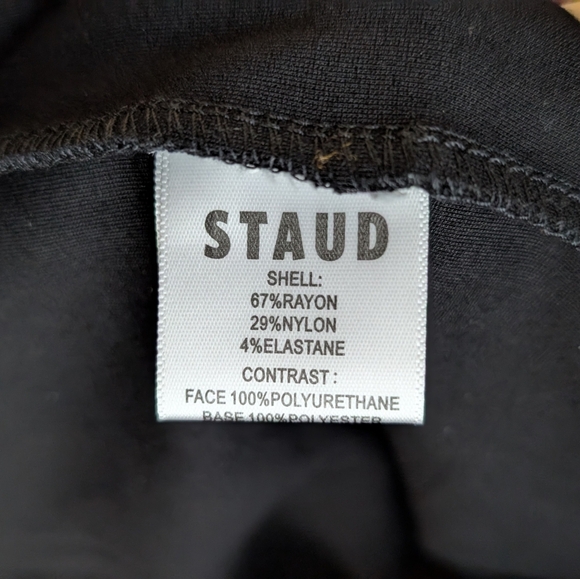 STAUD
SHELL:
67%RAYON
29%NYLON
4%ELASTANE
CONTRAST :
FACE 100%POLYURETHANE
BASE 100%POLYESTER